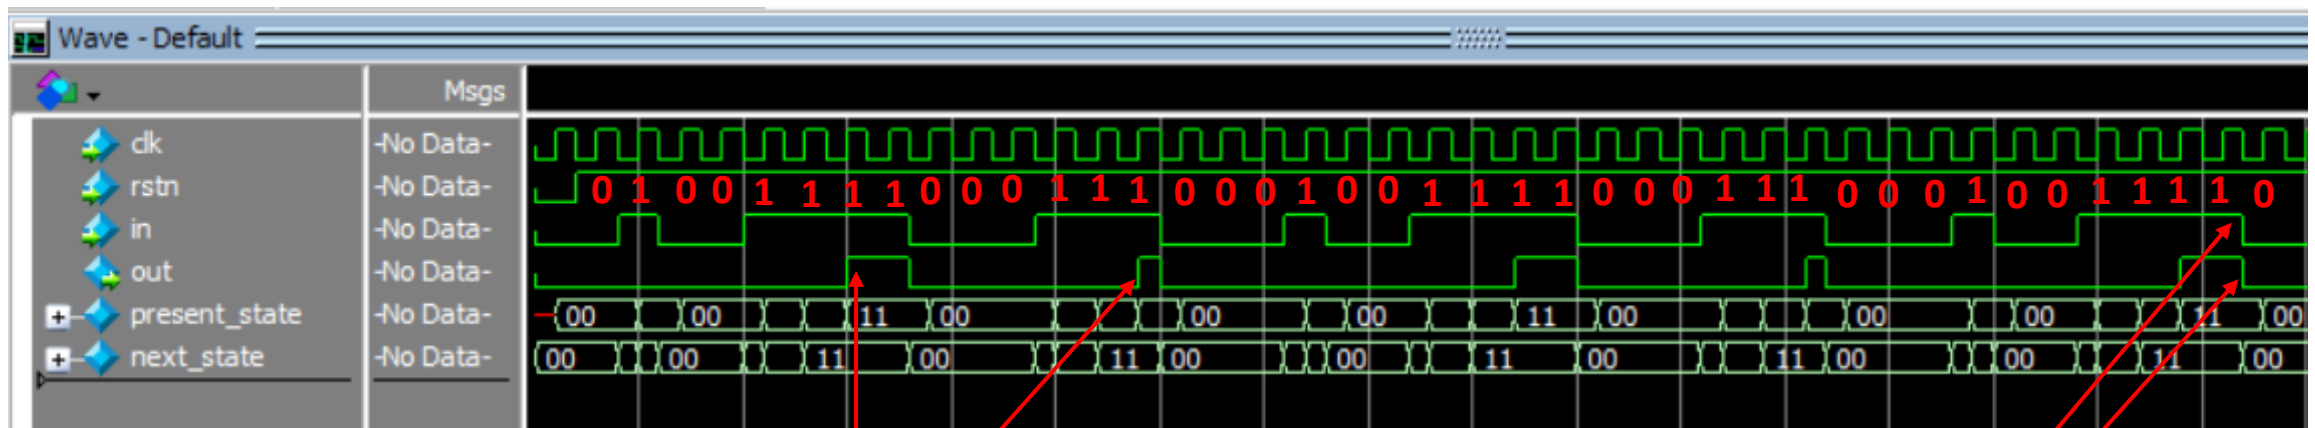 Wave - Default
Msgs
clk -No Data-
rstn -No Data- 0 1 0 0 1 1 1 1 0 0 0 1 1 1 0 0 0 1 0 0 1 1 1 1 0 0 0 1 1 1 0 0 0 1 0 0 1 1 1 1 0
in -No Data-
out -No Data-
present_state -No Data- 00 00 11 00 00 00 11 00 00 00 11 00
next_state -No Data- 00 00 11 00 11 00 00 11 00 11 00 00 11 00